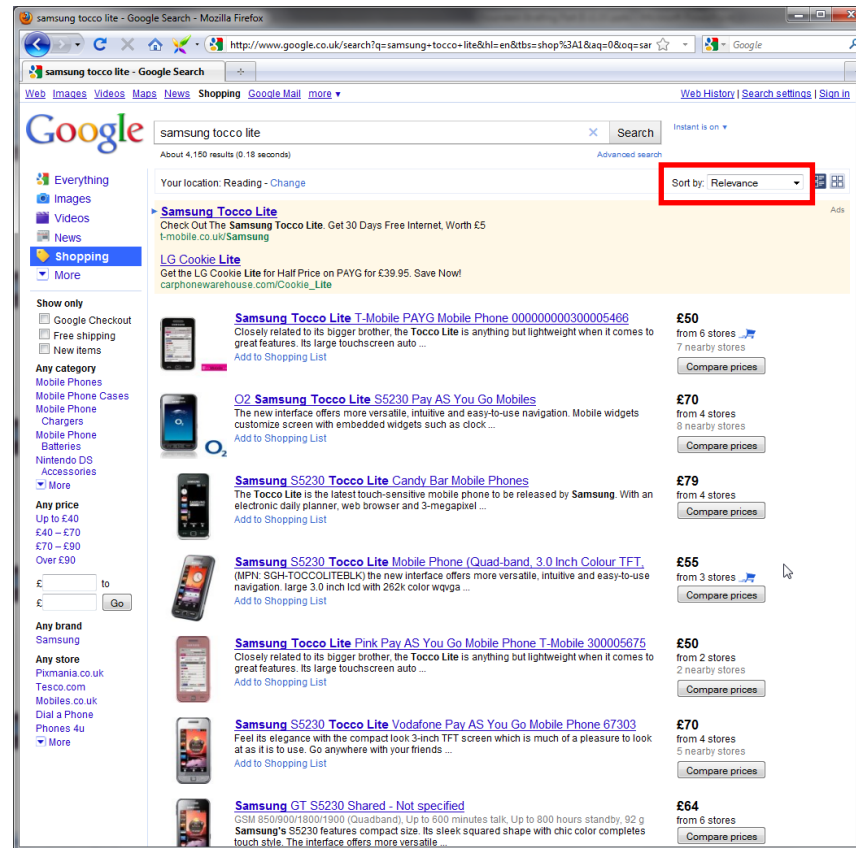 samsung tocco lite - Google Search - Mozilla Firefox
http://www.google.co.uk/search?q=samsung+tocco+lite&hl=en&tbs=shop%3A1&aq=0&oq=sar
Google
samsung tocco lite - Google Search
Web Images Videos Maps News Shopping Google Mail more ▼
Web History | Search settings | Sign in
Google
samsung tocco lite
× Search
Instant is on ▼
About 4,150 results (0.18 seconds)
Advanced search
Everything
Images
Videos
News
Shopping
More
Show only
Google Checkout
Free shipping
New items
Any category
Mobile Phones
Mobile Phone Cases
Mobile Phone
Chargers
Mobile Phone
Batteries
Nintendo DS
Accessories
More
Any price
Up to £40
£40 – £70
£70 – £90
Over £90
£ to
£ Go
Any brand
Samsung
Any store
Pixmania.co.uk
Tesco.com
Mobiles.co.uk
Dial a Phone
Phones 4u
More
Your location: Reading - Change
Sort by: Relevance
Samsung Tocco Lite
Ads
Check Out The Samsung Tocco Lite. Get 30 Days Free Internet, Worth £5
t-mobile.co.uk/Samsung
LG Cookie Lite
Get the LG Cookie Lite for Half Price on PAYG for £39.95. Save Now!
carphonewarehouse.com/Cookie_Lite
Samsung Tocco Lite T-Mobile PAYG Mobile Phone 000000000300005466
Closely related to its bigger brother, the Tocco Lite is anything but lightweight when it comes to
great features. Its large touchscreen auto ...
Add to Shopping List
£50
from 6 stores
7 nearby stores
Compare prices
O2 Samsung Tocco Lite S5230 Pay AS You Go Mobiles
The new interface offers more versatile, intuitive and easy-to-use navigation. Mobile widgets
customize screen with embedded widgets such as clock ...
Add to Shopping List
O2
£70
from 4 stores
8 nearby stores
Compare prices
Samsung S5230 Tocco Lite Candy Bar Mobile Phones
The Tocco Lite is the latest touch-sensitive mobile phone to be released by Samsung. With an
electronic daily planner, web browser and 3-megapixel ...
Add to Shopping List
£79
from 4 stores
Compare prices
Samsung S5230 Tocco Lite Mobile Phone (Quad-band, 3.0 Inch Colour TFT,
(MPN: SGH-TOCCOLITEBLK) the new interface offers more versatile, intuitive and easy-to-use
navigation. large 3.0 inch lcd with 262k color wqvga ...
Add to Shopping List
£55
from 3 stores
Compare prices
Samsung Tocco Lite Pink Pay AS You Go Mobile Phone T-Mobile 300005675
Closely related to its bigger brother, the Tocco Lite is anything but lightweight when it comes to
great features. Its large touchscreen auto ...
Add to Shopping List
£50
from 2 stores
2 nearby stores
Compare prices
Samsung S5230 Tocco Lite Vodafone Pay AS You Go Mobile Phone 67303
Feel its elegance with the compact look 3-inch TFT screen which is much of a pleasure to look
at as it is to use. Go anywhere with your friends ...
Add to Shopping List
£70
from 4 stores
5 nearby stores
Compare prices
Samsung GT S5230 Shared - Not specified
GSM 850/900/1800/1900 (Quadband), Up to 600 minutes talk, Up to 800 hours standby, 92 g
Samsung's S5230 features compact size. Its sleek squared shape with chic color completes
touch style. The interface offers more versatile ...
£64
from 6 stores
Compare prices